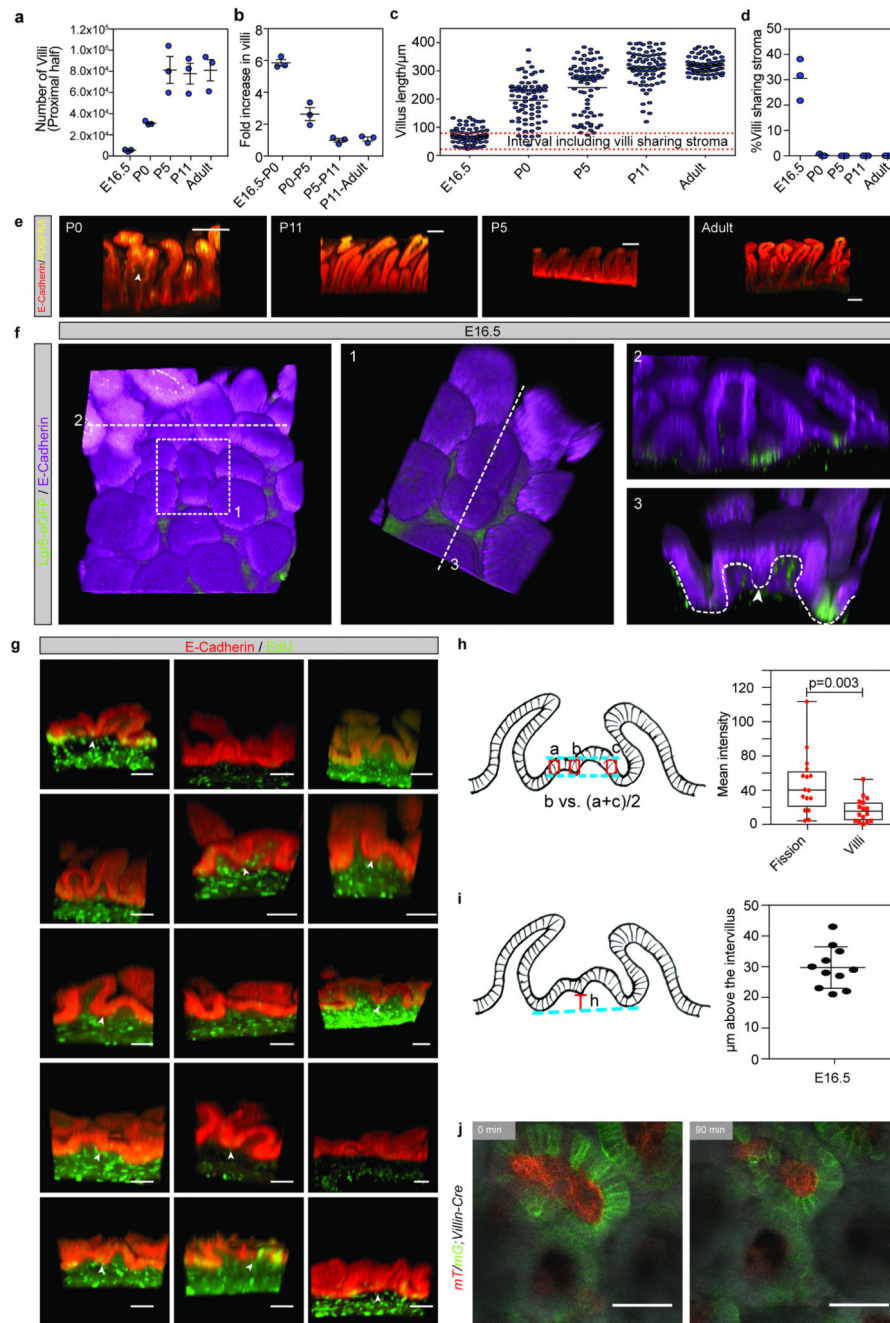 a
Number of Villi
(Proximal half)
1.2x10⁵
1.0x10⁵
8.0x10⁴
6.0x10⁴
4.0x10⁴
2.0x10⁴
0
E16.5
P0
P5
P11
Adult
b
Fold increase in villi
8
6
4
2
0
E16.5-P0
P0-P5
P5-P11
P11-Adult
c
Villus length/µm
400
300
200
100
0
Interval including villi sharing stroma
E16.5
P0
P5
P11
Adult
d
%Villi sharing stroma
50
40
30
20
10
0
E16.5
P0
P5
P11
Adult
e
E-Cadherin/
P0
P11
P5
Adult
f
E16.5
Lgr5-eGFP / E-Cadherin
2
1
1
3
2
3
g
E-Cadherin / EdU
h
a
b
c
b vs. (a+c)/2
Mean intensity
120
80
60
40
20
0
p=0.003
Fission
Villi
i
h
µm above the intervillus
50
40
30
20
10
0
E16.5
j
mT/mG;Villin-Cre
0 min
90 min